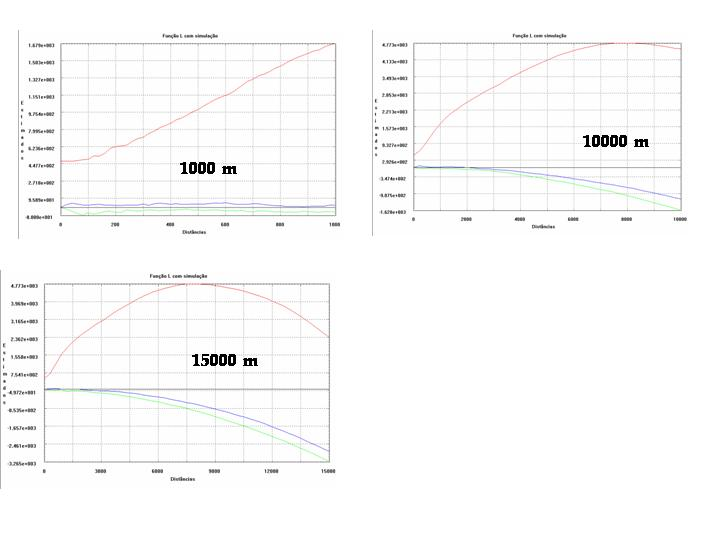 Função L com simulação
1.679e+003
1.503e+003
1.327e+003
1.151e+003
9.754e+002
7.995e+002
6.236e+002
4.477e+002
2.718e+002
9.589e+001
-8.000e+001
Estimados
1000 m
0 200 400 600 800 1000
Distâncias
Função L com simulação
4.773e+003
4.133e+003
3.493e+003
2.853e+003
2.213e+003
1.573e+003
9.327e+002
2.926e+002
-3.474e+002
-9.875e+002
-1.628e+003
Estimados
10000 m
0 2000 4000 6000 8000 10000
Distâncias
Função L com simulação
4.773e+003
3.969e+003
3.165e+003
2.362e+003
1.558e+003
7.541e+002
-4.972e+001
-8.535e+002
-1.657e+003
-2.461e+003
-3.265e+003
Estimados
15000 m
0 3000 6000 9000 12000 15000
Distâncias